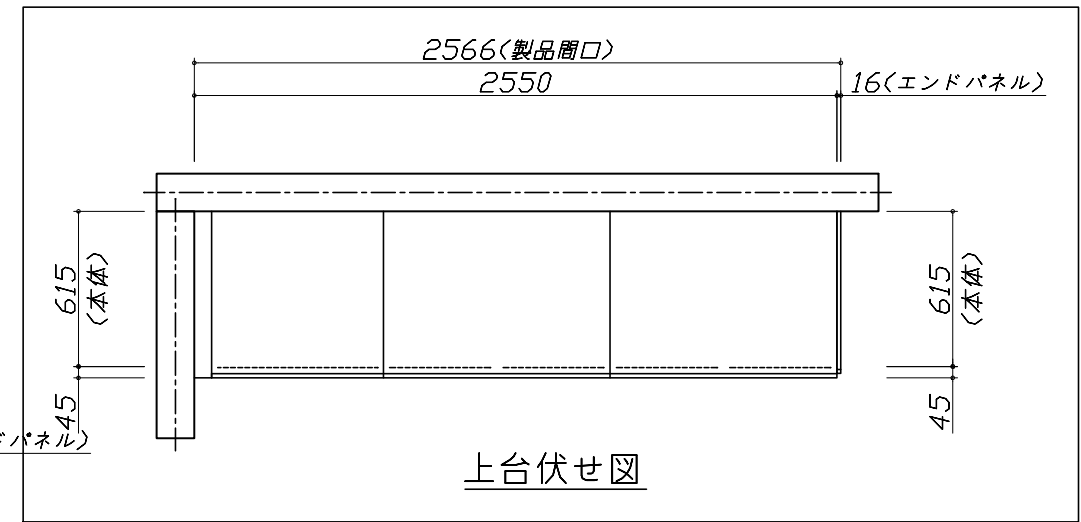 2566(製品間口)
2550
16(エンドパネル)
615
(本体)
45
615
(本体)
45
ドパネル)
上台伏せ図